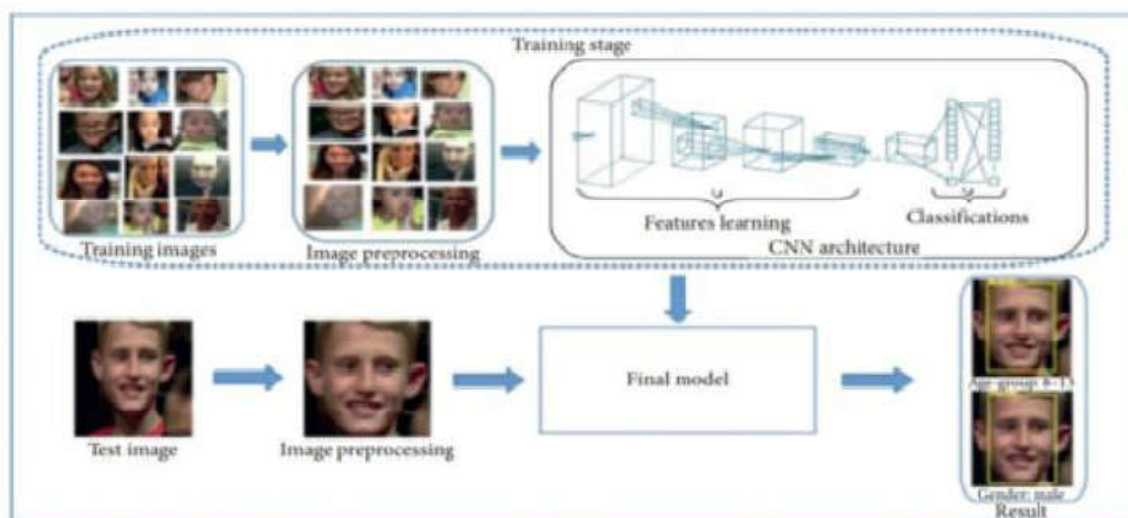 Training stage
Training images
Image preprocessing
Features learning
Classifications
CNN architecture
Test image
Image preprocessing
Final model
Age-group: 8–13
Gender: male
Result